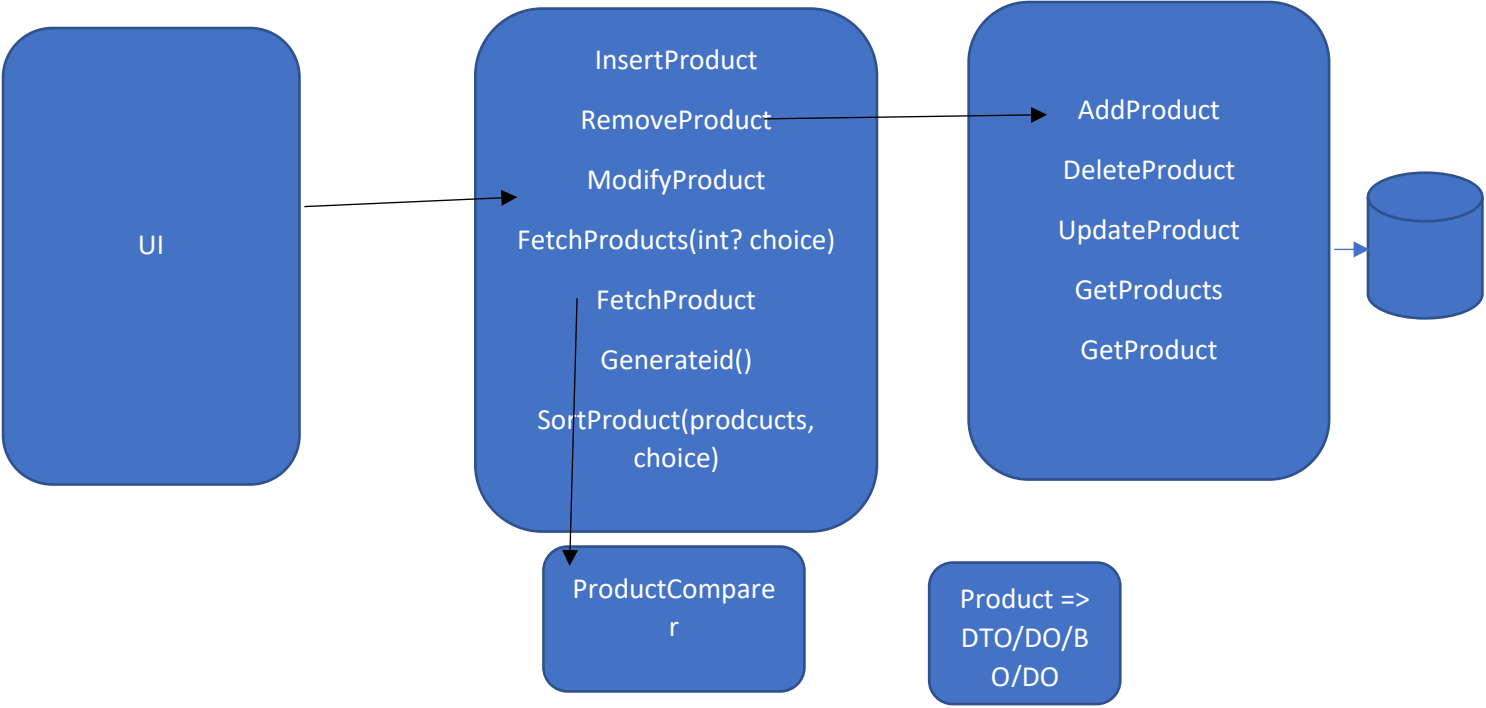 UI
InsertProduct
RemoveProduct
ModifyProduct
FetchProducts(int? choice)
FetchProduct
Generateid()
SortProduct(prodcucts,
choice)
AddProduct
DeleteProduct
UpdateProduct
GetProducts
GetProduct
ProductCompare
r
Product =>
DTO/DO/B
O/DO